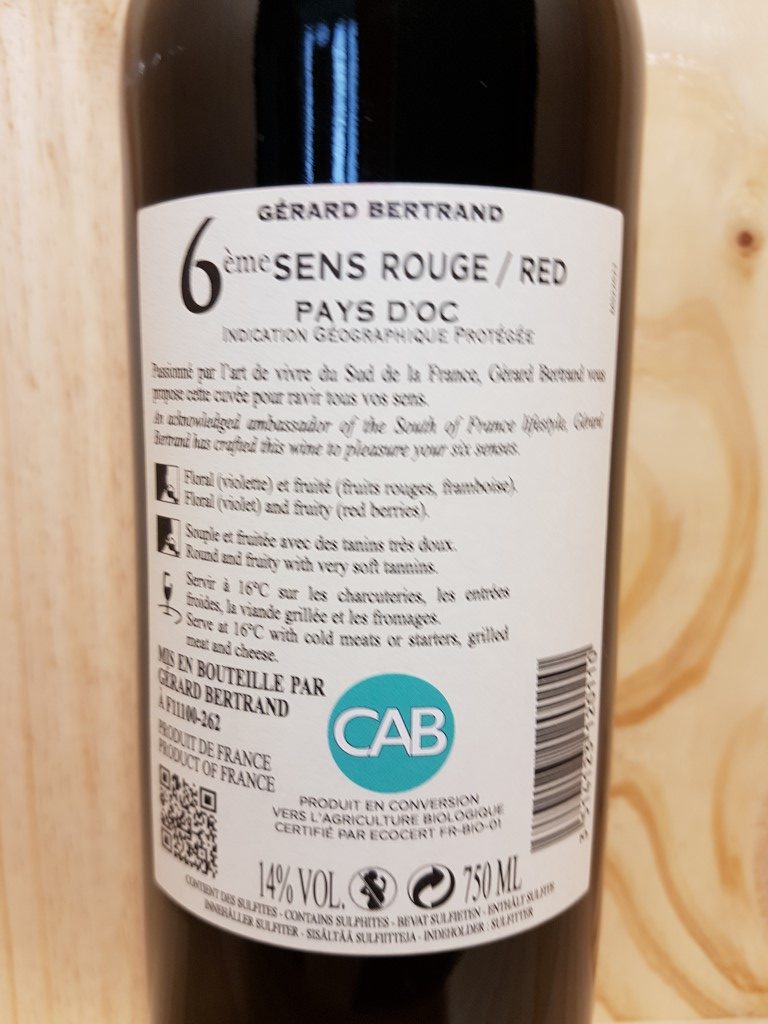 GÉRARD BERTRAND
6ème SENS ROUGE / RED
PAYS D'OC
INDICATION GÉOGRAPHIQUE PROTÉGÉE
Passionné par l'art de vivre du Sud de la France, Gérard Bertrand vous
propose cette cuvée pour ravir tous vos sens.
An acknowledged ambassador of the South of France lifestyle, Gérard
Bertrand has crafted this wine to pleasure your six senses.
Floral (violette) et fruité (fruits rouges, framboise).
Floral (violet) and fruity (red berries).
Souple et fruitée avec des tanins très doux.
Round and fruity with very soft tannins.
Servir à 16°C sur les charcuteries, les entrées
froides, la viande grillée et les fromages.
Serve at 16°C with cold meats or starters, grilled
meat and cheese.
MIS EN BOUTEILLE PAR
GÉRARD BERTRAND
À F11100-262
PRODUIT DE FRANCE
PRODUCT OF FRANCE
CAB
PRODUIT EN CONVERSION
VERS L'AGRICULTURE BIOLOGIQUE
CERTIFIÉ PAR ECOCERT FR-BIO-01
14% VOL. 750 ML
CONTIENT DES SULFITES - CONTAINS SULPHITES - BEVAT SULFIETEN - ENTHÄLT SULFITE
INNEHÅLLER SULFITER - SISÄLTÄÄ SULFIITTEJA - INDEHOLDER : SULFITTER